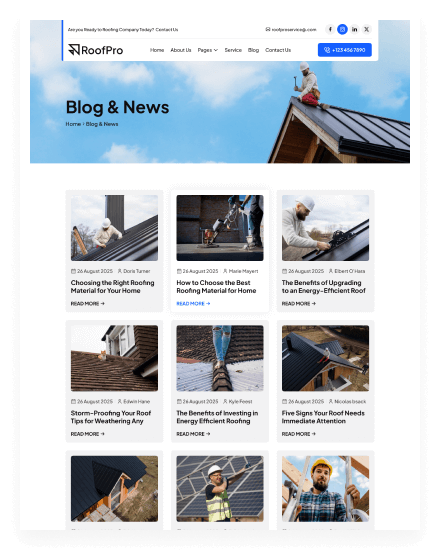 Are you Ready to Roofing Company Today? Contact Us
roofproservice@.com
RoofPro
Home
About Us
Pages
Service
Blog
Contact Us
+123 456 7890
Blog & News
Home > Blog & News
26 August 2025
Doris Turner
Choosing the Right Roofing
Material for Your Home
READ MORE →
26 August 2025
Marie Mayert
How to Choose the Best
Roofing Material for Home
READ MORE →
26 August 2025
Elbert O'Hara
The Benefits of Upgrading
to an Energy-Efficient Roof
READ MORE →
26 August 2025
Edwin Hane
Storm-Proofing Your Roof
Tips for Weathering Any
READ MORE →
26 August 2025
Kyle Feest
The Benefits of Investing in
Energy Efficient Roofing
READ MORE →
26 August 2025
Nicolas Issack
Five Signs Your Roof Needs
Immediate Attention
READ MORE →